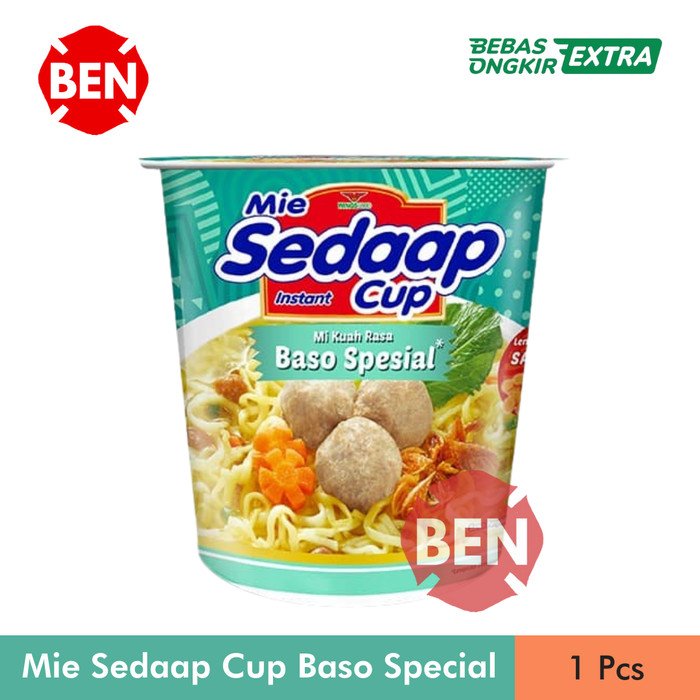 BEN
BEBAS
ONGKIR EXTRA
WINGS
Mie
Sedaap
Instant Cup
Mi Kuah Rasa
Baso Spesial*
BEN
Mie Sedaap Cup Baso Special
1 Pcs